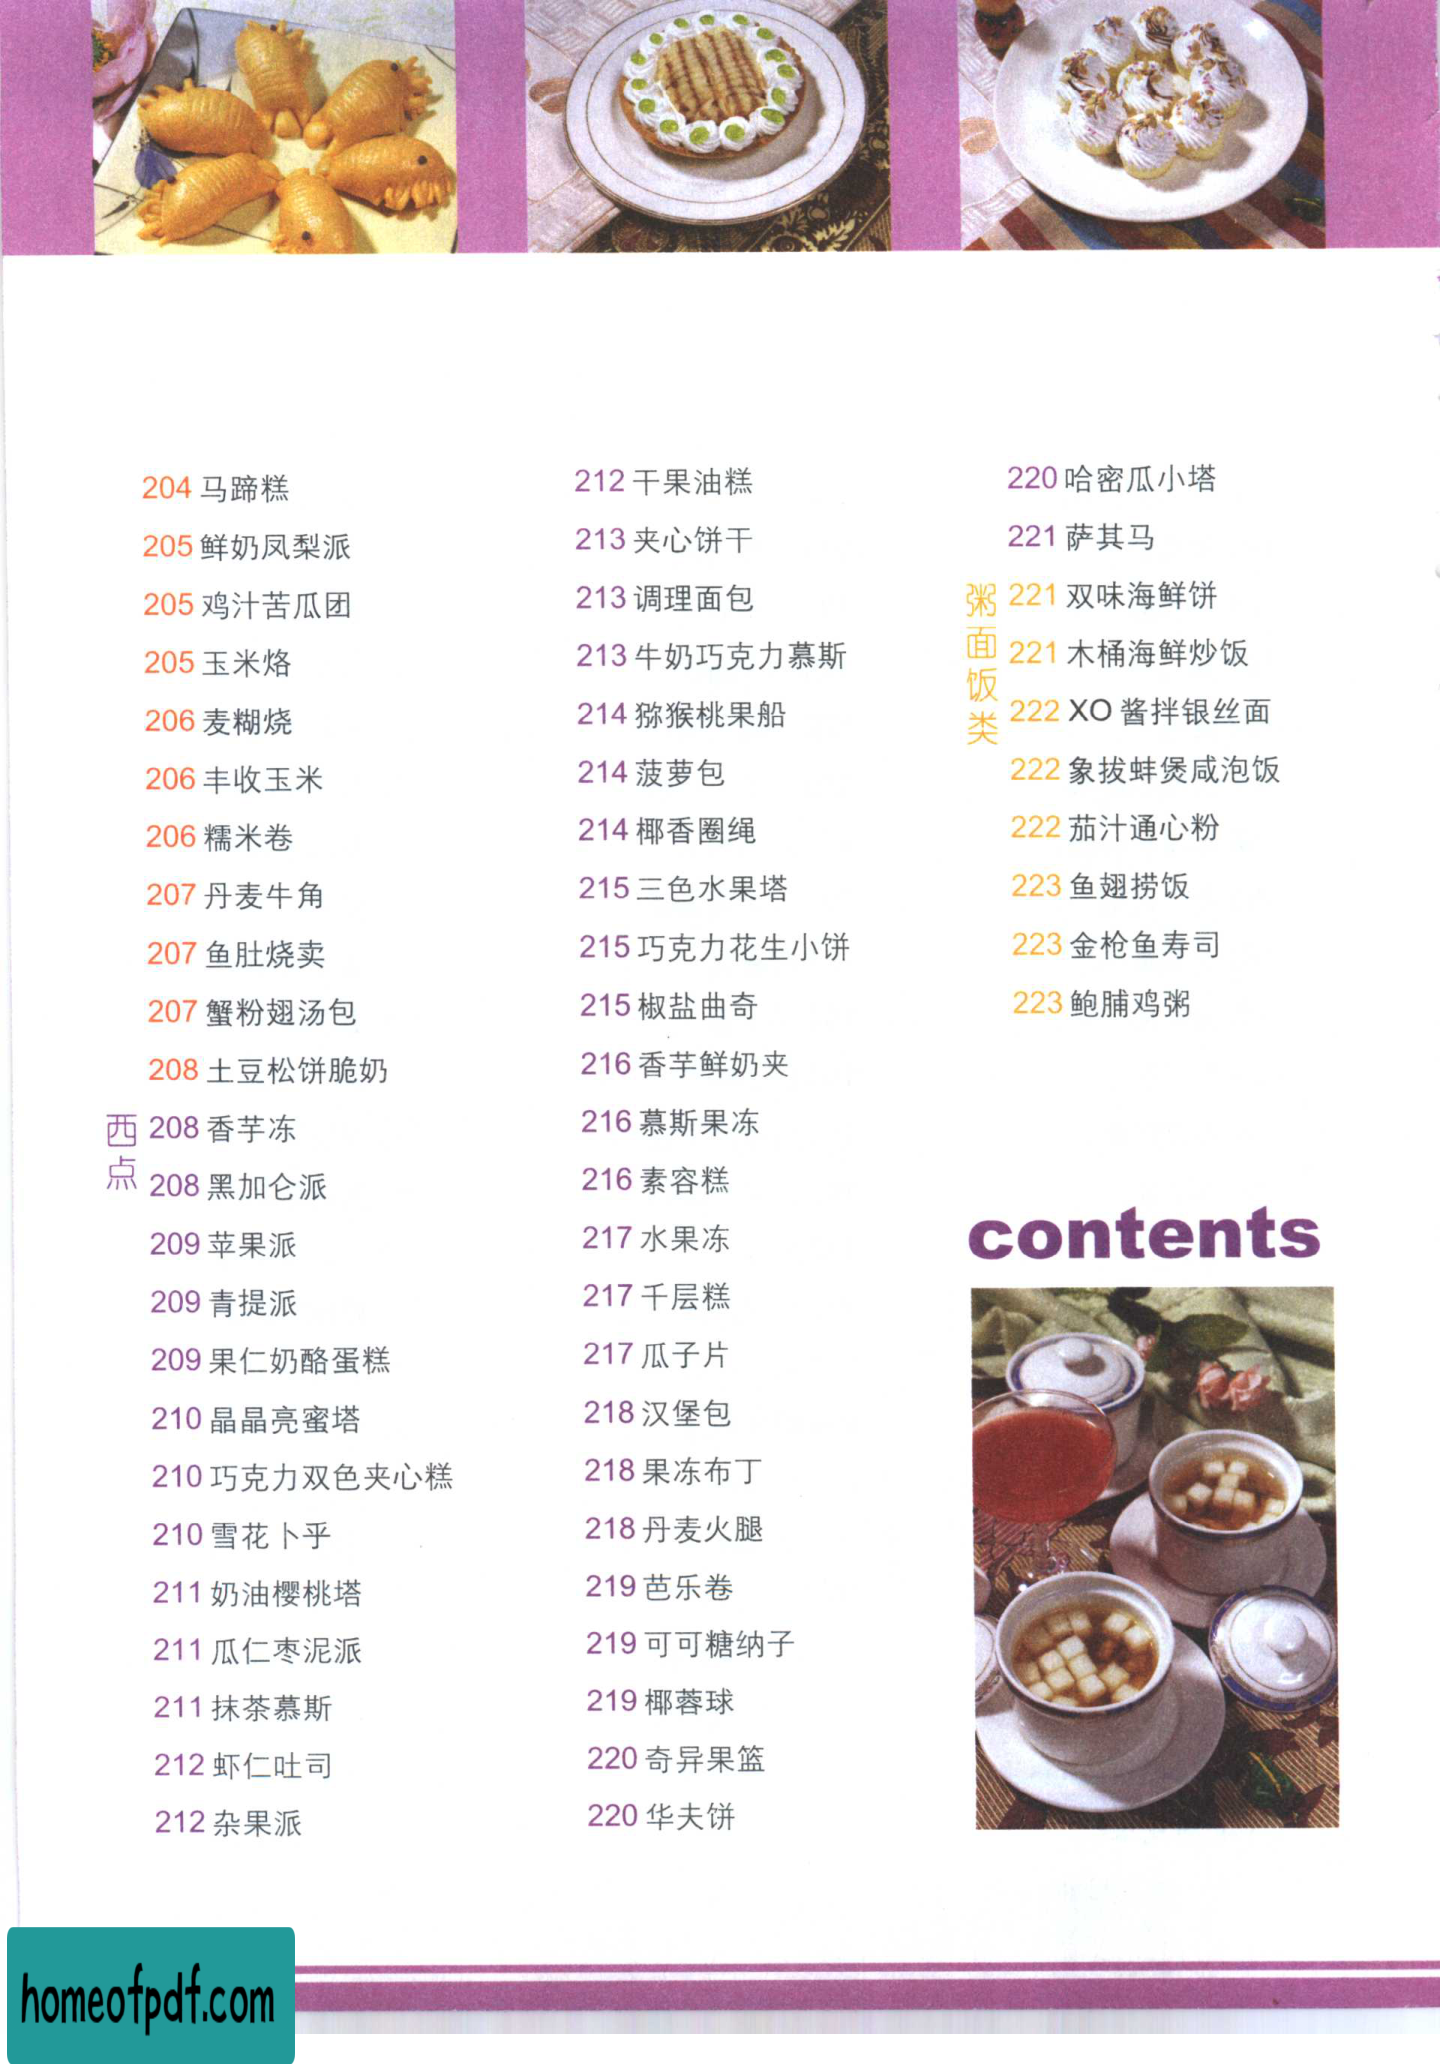 204 马蹄糕
205 鲜奶凤梨派
205 鸡汁苦瓜团
205 玉米烙
206 麦糊烧
206 丰收玉米
206 糯米卷
207 丹麦牛角
207 鱼肚烧卖
207 蟹粉翅汤包
208 土豆松饼脆奶
西点
208 香芋冻
208 黑加仑派
209 苹果派
209 青提派
209 果仁奶酪蛋糕
210 晶晶亮蜜塔
210 巧克力双色夹心糕
210 雪花卜乎
211 奶油樱桃塔
211 瓜仁枣泥派
211 抹茶慕斯
212 虾仁吐司
212 杂果派
212 干果油糕
213 夹心饼干
213 调理面包
213 牛奶巧克力慕斯
214 猕猴桃果船
214 菠萝包
214 椰香圈绳
215 三色水果塔
215 巧克力花生小饼
215 椒盐曲奇
216 香芋鲜奶夹
216 慕斯果冻
216 素容糕
217 水果冻
217 千层糕
217 瓜子片
218 汉堡包
218 果冻布丁
218 丹麦火腿
219 芭乐卷
219 可可糖纳子
219 椰蓉球
220 奇异果篮
220 华夫饼
220 哈密瓜小塔
221 萨其马
粥面饭类
221 双味海鲜饼
221 木桶海鲜炒饭
222 XO 酱拌银丝面
222 象拔蚌煲咸泡饭
222 茄汁通心粉
223 鱼翅捞饭
223 金枪鱼寿司
223 鲍脯鸡粥
contents
homeofpdf.com